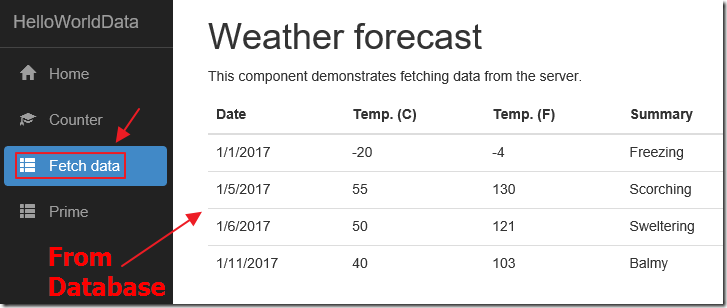 HelloWorldData
Home
Counter
Fetch data
Prime
From
Database
Weather forecast
This component demonstrates fetching data from the server.
Date Temp. (C) Temp. (F) Summary
1/1/2017 -20 -4 Freezing
1/5/2017 55 130 Scorching
1/6/2017 50 121 Sweltering
1/11/2017 40 103 Balmy